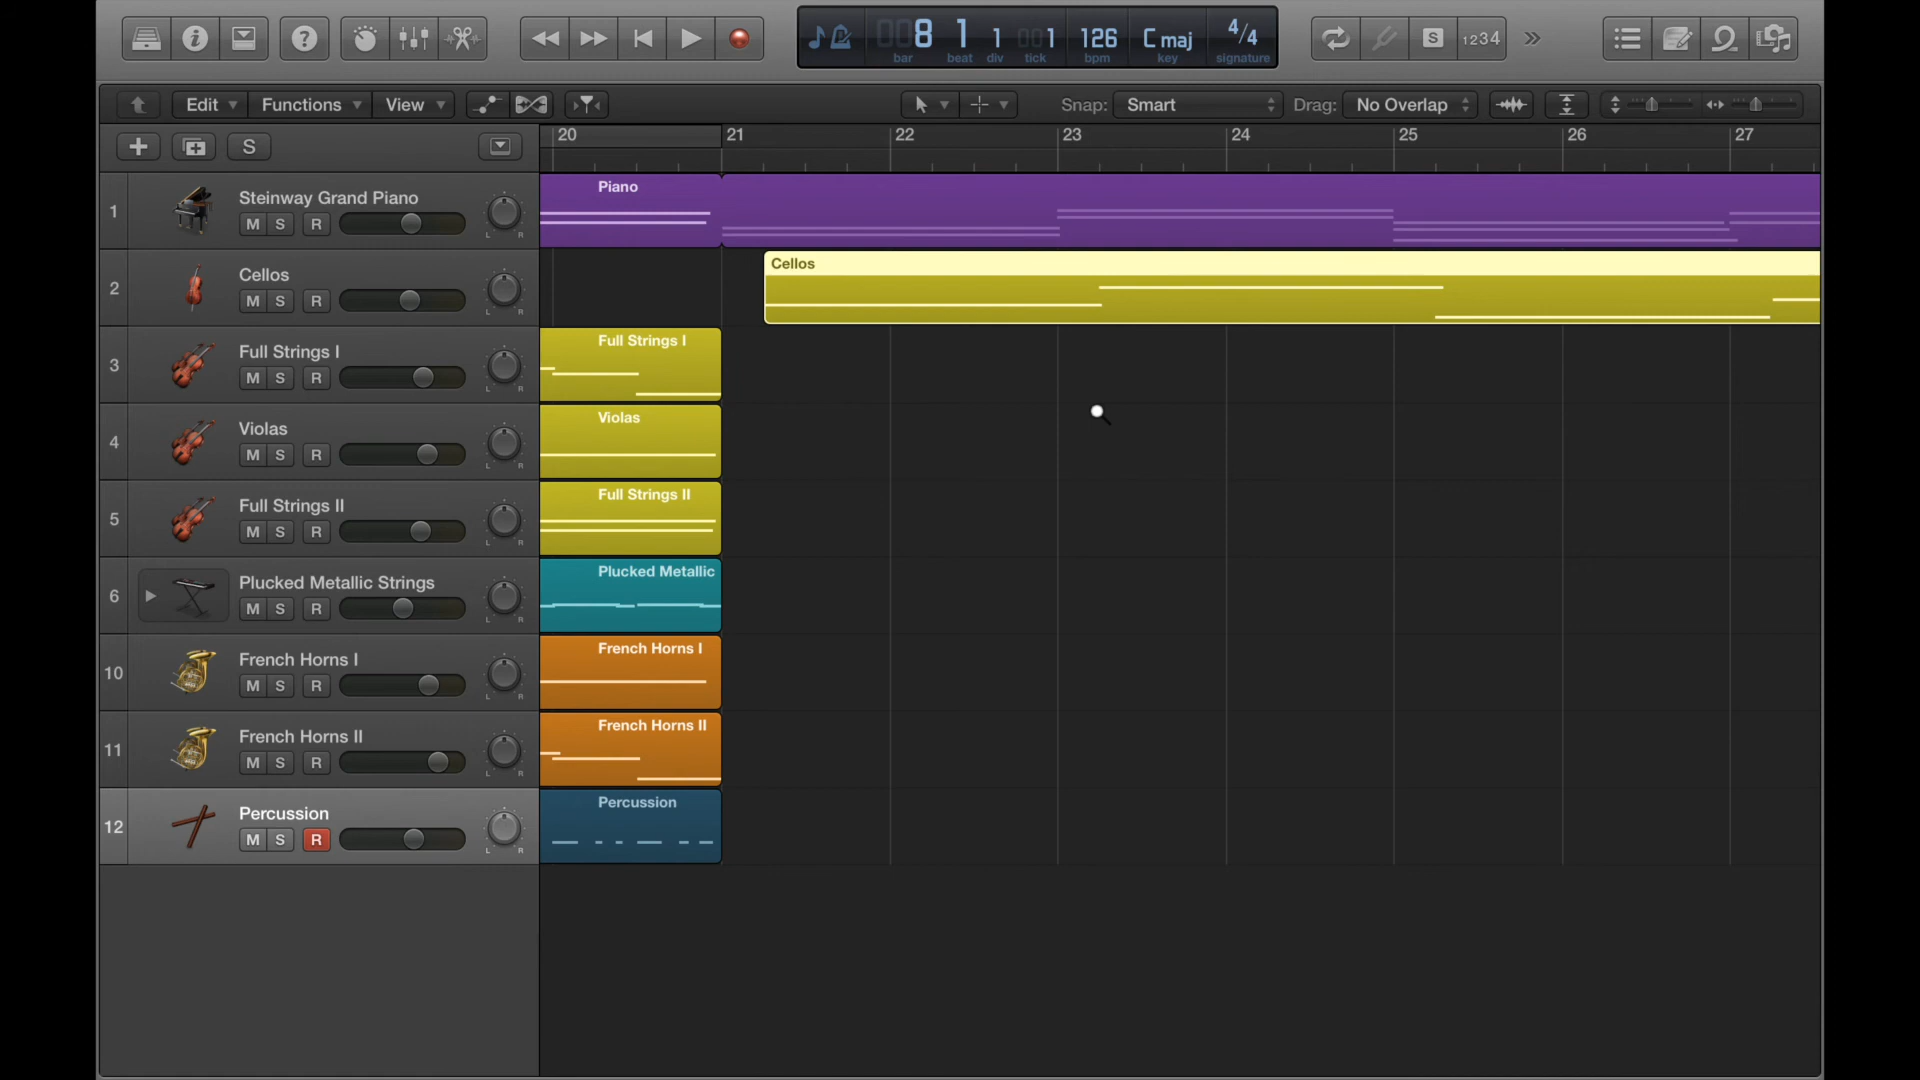 008 1 1 001 126 C maj 4/4
bar beat div tick bpm key signature
S 1234
Edit Functions View Snap: Smart Drag: No Overlap
S 20 21 22 23 24 25 26 27
1 Steinway Grand Piano
M S R L R
Piano
2 Cellos
M S R L R
Cellos
3 Full Strings I
M S R L R
Full Strings I
4 Violas
M S R L R
Violas
5 Full Strings II
M S R L R
Full Strings II
6 Plucked Metallic Strings
M S R L R
Plucked Metallic
10 French Horns I
M S R L R
French Horns I
11 French Horns II
M S R L R
French Horns II
12 Percussion
M S R L R
Percussion